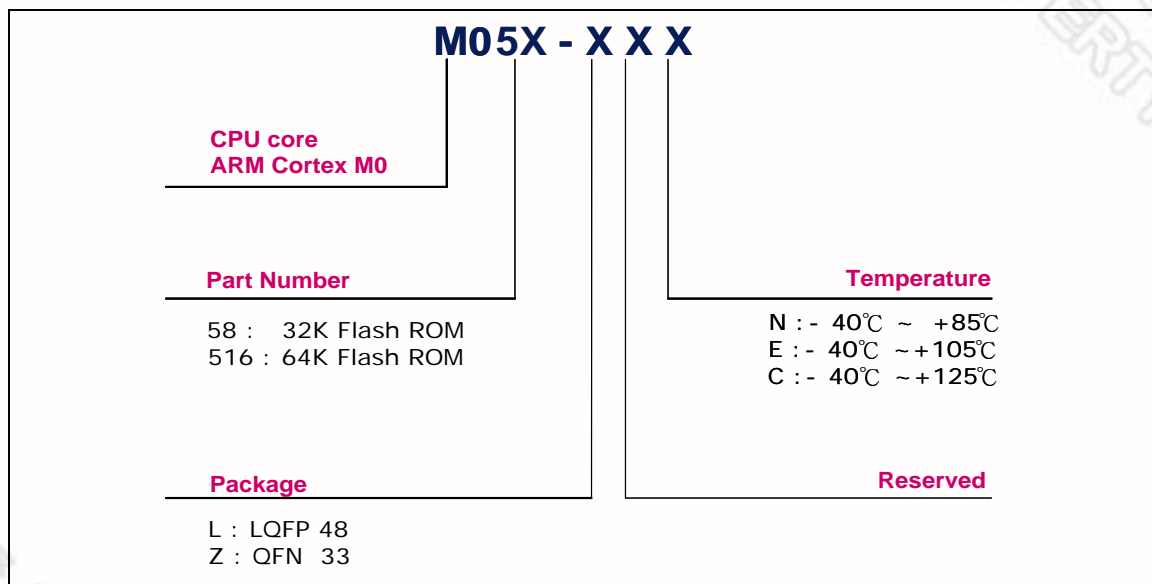 M05X - X X X
CPU core
ARM Cortex M0
Part Number
58 : 32K Flash ROM
516 : 64K Flash ROM
Temperature
N : - 40℃ ~ +85℃
E : - 40℃ ~+105℃
C : - 40℃ ~+125℃
Package
L : LQFP 48
Z : QFN 33
Reserved